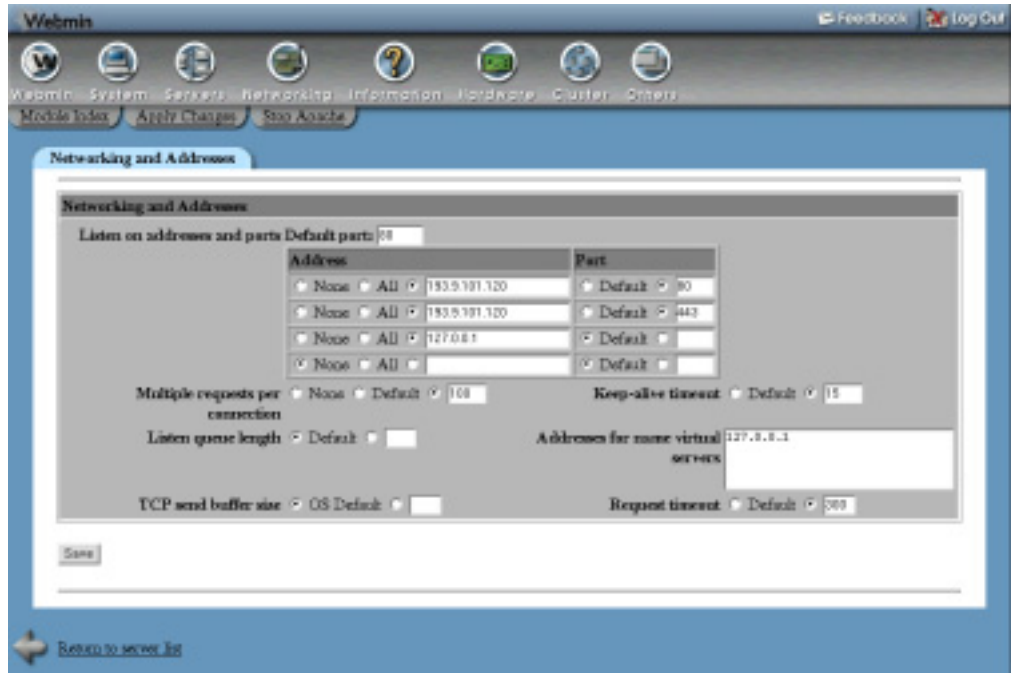 Webmin Feedback Log Out
Webmin System Servers Networking Information Hardware Cluster Others
Module Index Apply Changes Stop Apache
Networking and Addresses
Networking and Addresses
Listen on addresses and ports Default port: 80
Address Port
None All 193.9.101.120 Default 80
None All 193.9.101.120 Default 443
None All 127.0.0.1 Default
None All Default
Multiple requests per connection None Default 100 Keep-alive timeout Default 15
Listen queue length Default Addresses for name virtual servers 127.0.0.1
TCP send buffer size OS Default Request timeout Default 300
Save
Return to server list